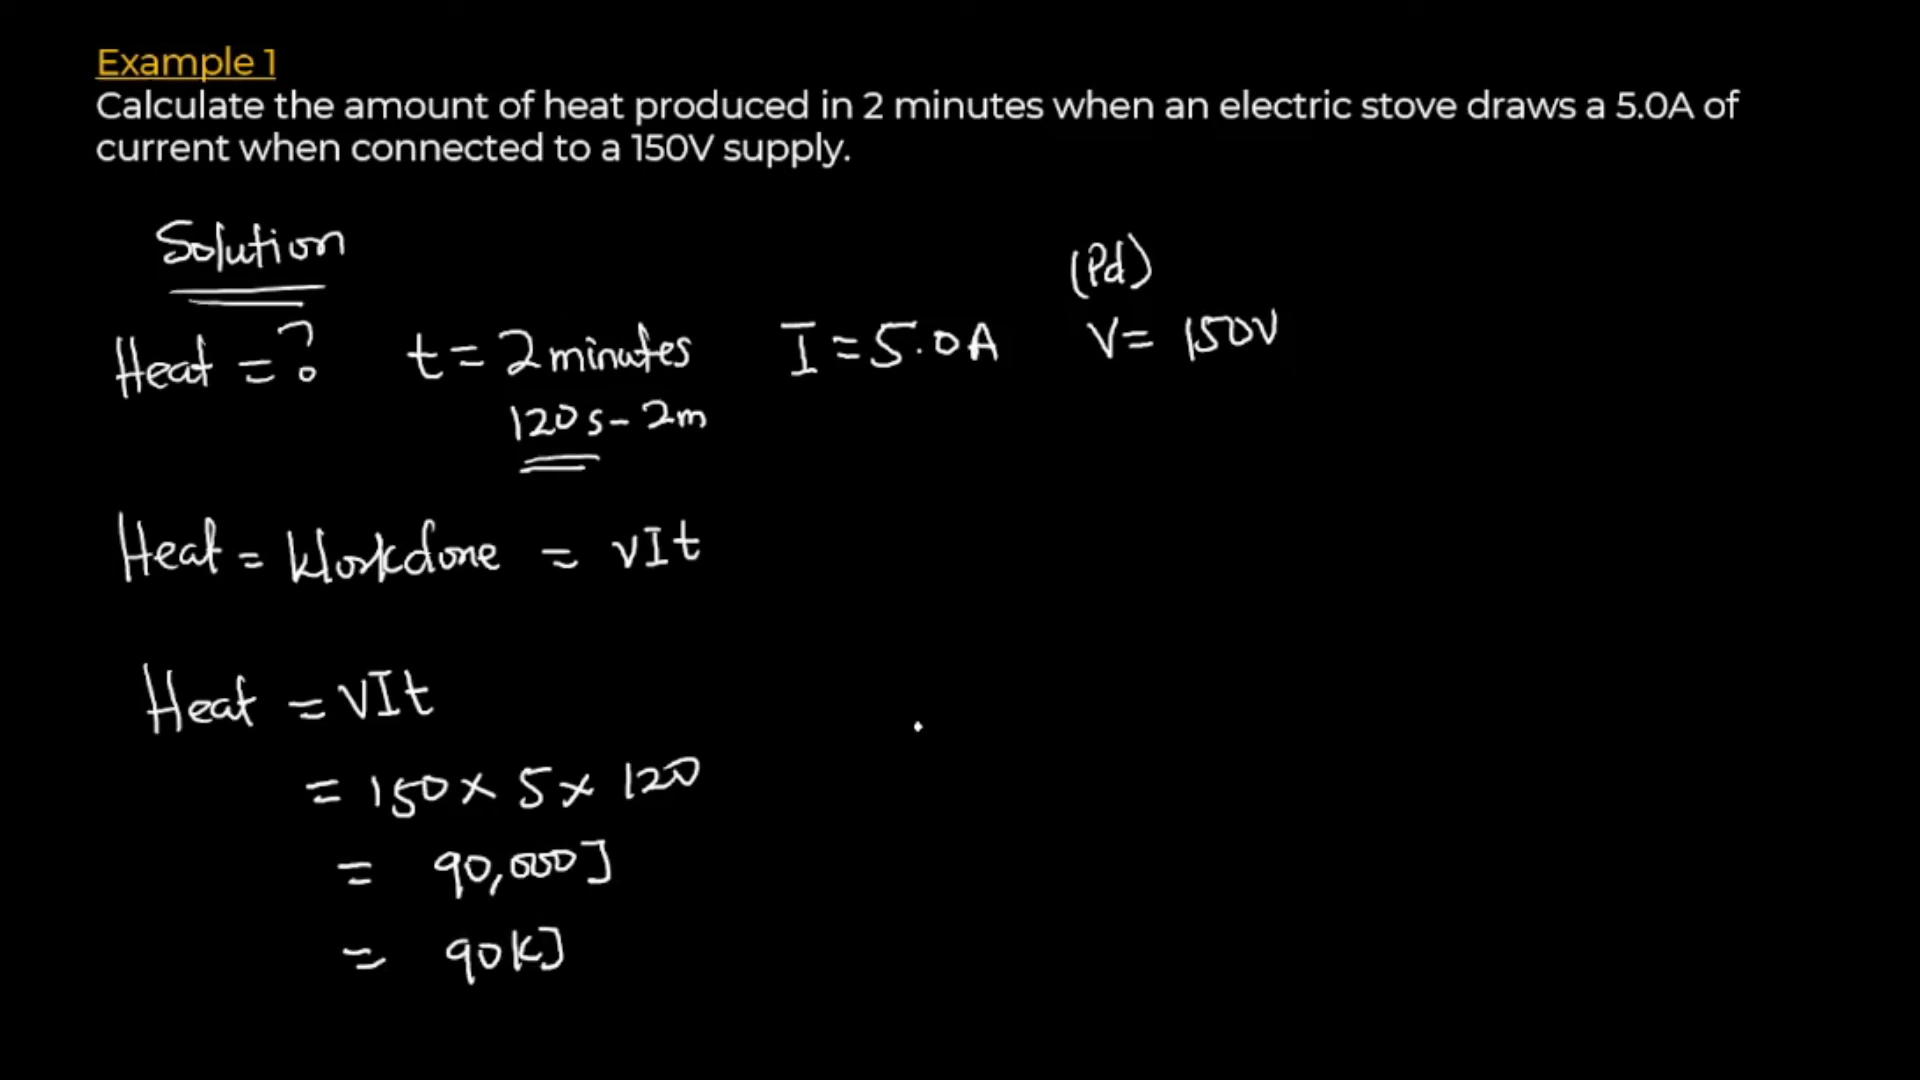 Example 1
Calculate the amount of heat produced in 2 minutes when an electric stove draws a 5.0A of
current when connected to a 150V supply.
Solution
(Pd)
Heat = ? t = 2 minutes I = 5.0A V = 150V
120s - 2m
Heat = Workdone = VIt
Heat = VIt
= 150 x 5 x 120
= 90,000J
= 90KJ